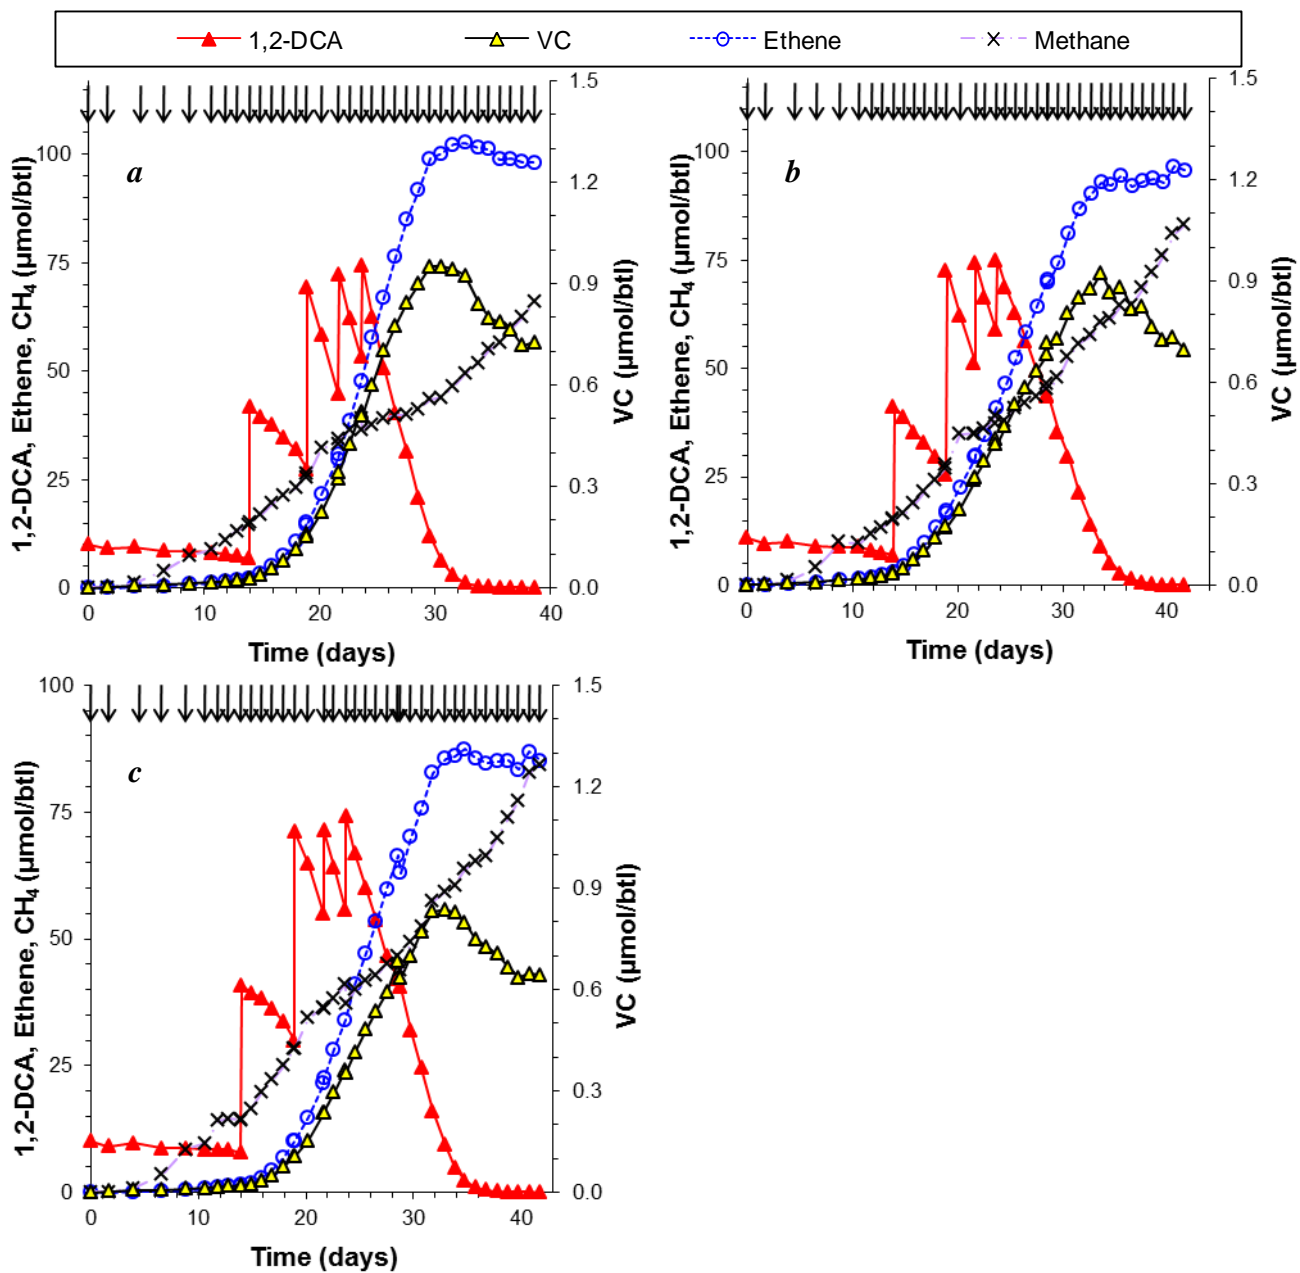 1,2-DCA VC Ethene Methane
a
1,2-DCA, Ethene, CH4 (µmol/btl)
100
75
50
25
0
1.5
1.2
0.9
0.6
0.3
0.0
VC (µmol/btl)
0 10 20 30 40
Time (days)
b
1,2-DCA, Ethene, CH4 (µmol/btl)
100
75
50
25
0
1.5
1.2
0.9
0.6
0.3
0.0
VC (µmol/btl)
0 10 20 30 40
Time (days)
c
1,2-DCA, Ethene, CH4 (µmol/btl)
100
75
50
25
0
1.5
1.2
0.9
0.6
0.3
0.0
VC (µmol/btl)
0 10 20 30 40
Time (days)